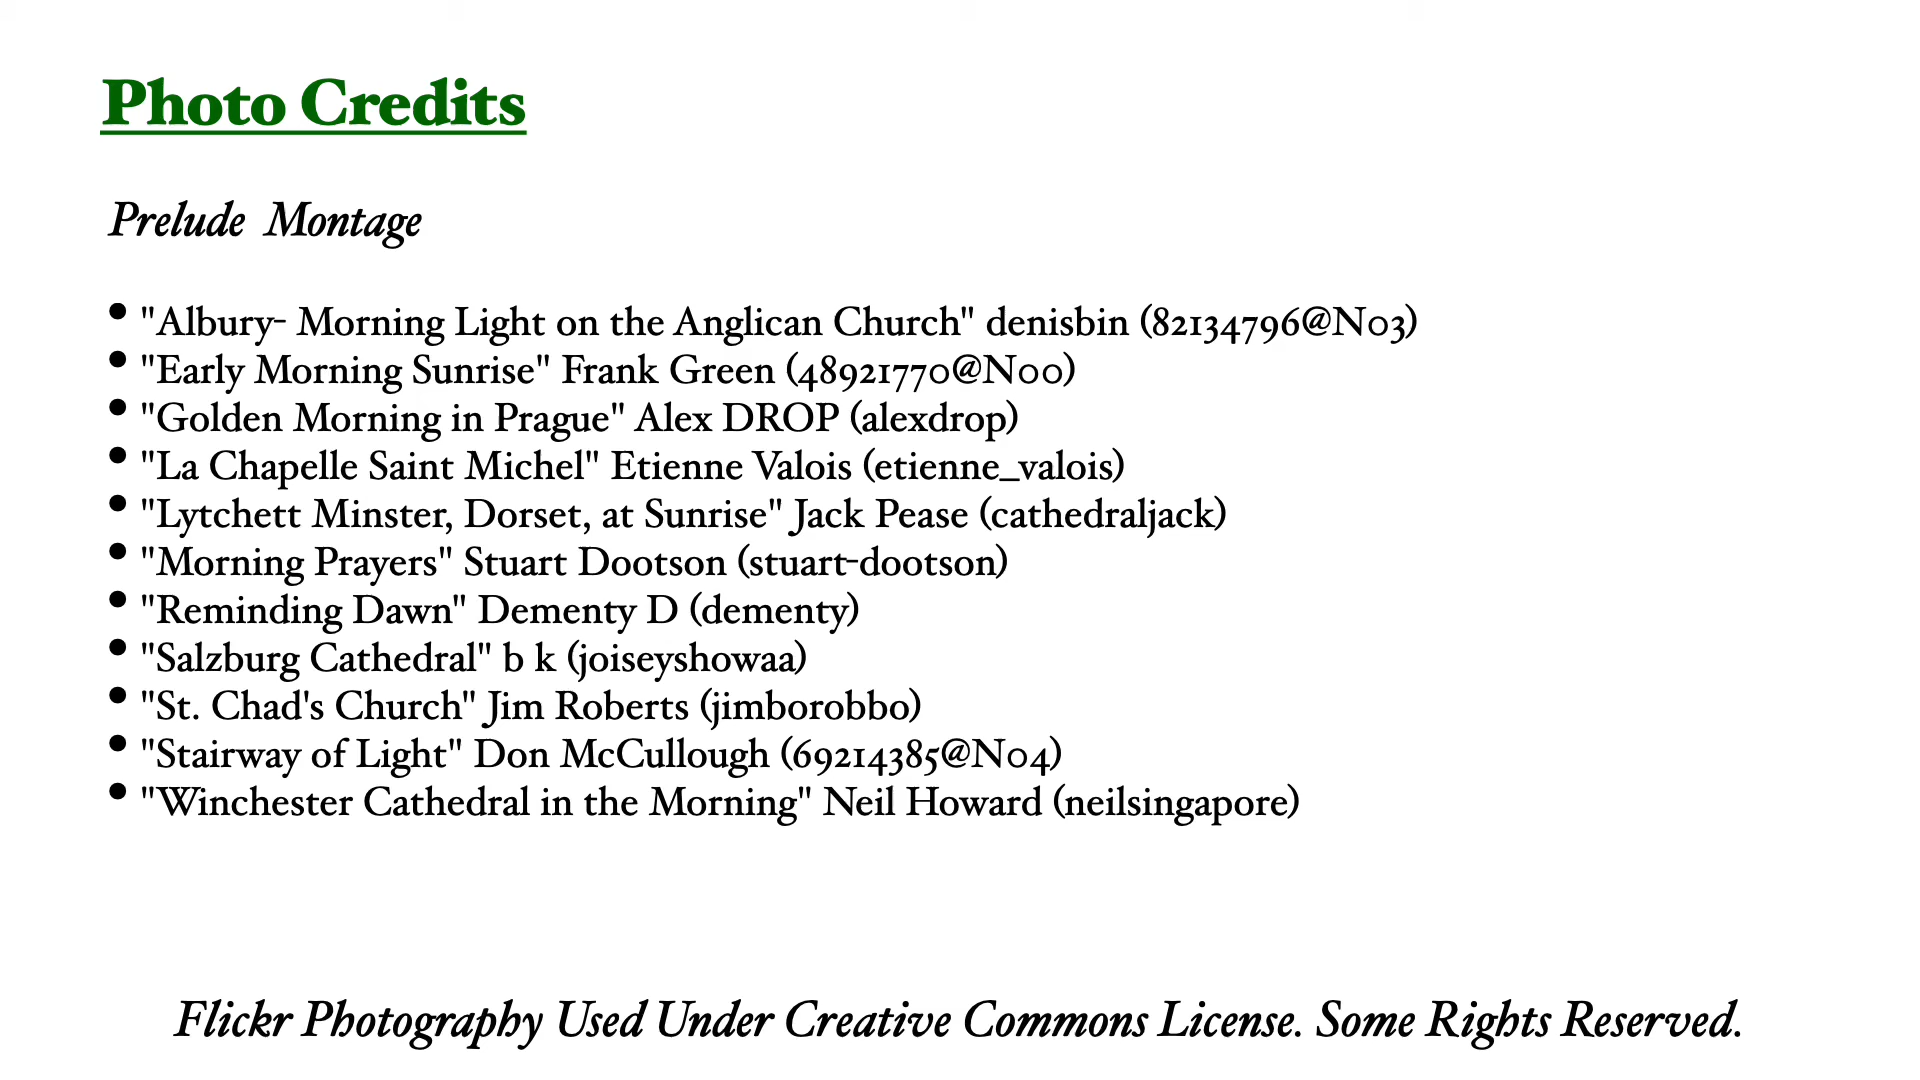 Photo Credits
Prelude Montage
• "Albury- Morning Light on the Anglican Church" denisbin (82134796@N03)
• "Early Morning Sunrise" Frank Green (48921770@N00)
• "Golden Morning in Prague" Alex DROP (alexdrop)
• "La Chapelle Saint Michel" Etienne Valois (etienne_valois)
• "Lytchett Minster, Dorset, at Sunrise" Jack Pease (cathedraljack)
• "Morning Prayers" Stuart Dootson (stuart-dootson)
• "Reminding Dawn" Dementy D (dementy)
• "Salzburg Cathedral" b k (joiseyshowaa)
• "St. Chad's Church" Jim Roberts (jimborobbo)
• "Stairway of Light" Don McCullough (69214385@N04)
• "Winchester Cathedral in the Morning" Neil Howard (neilsingapore)
Flickr Photography Used Under Creative Commons License. Some Rights Reserved.